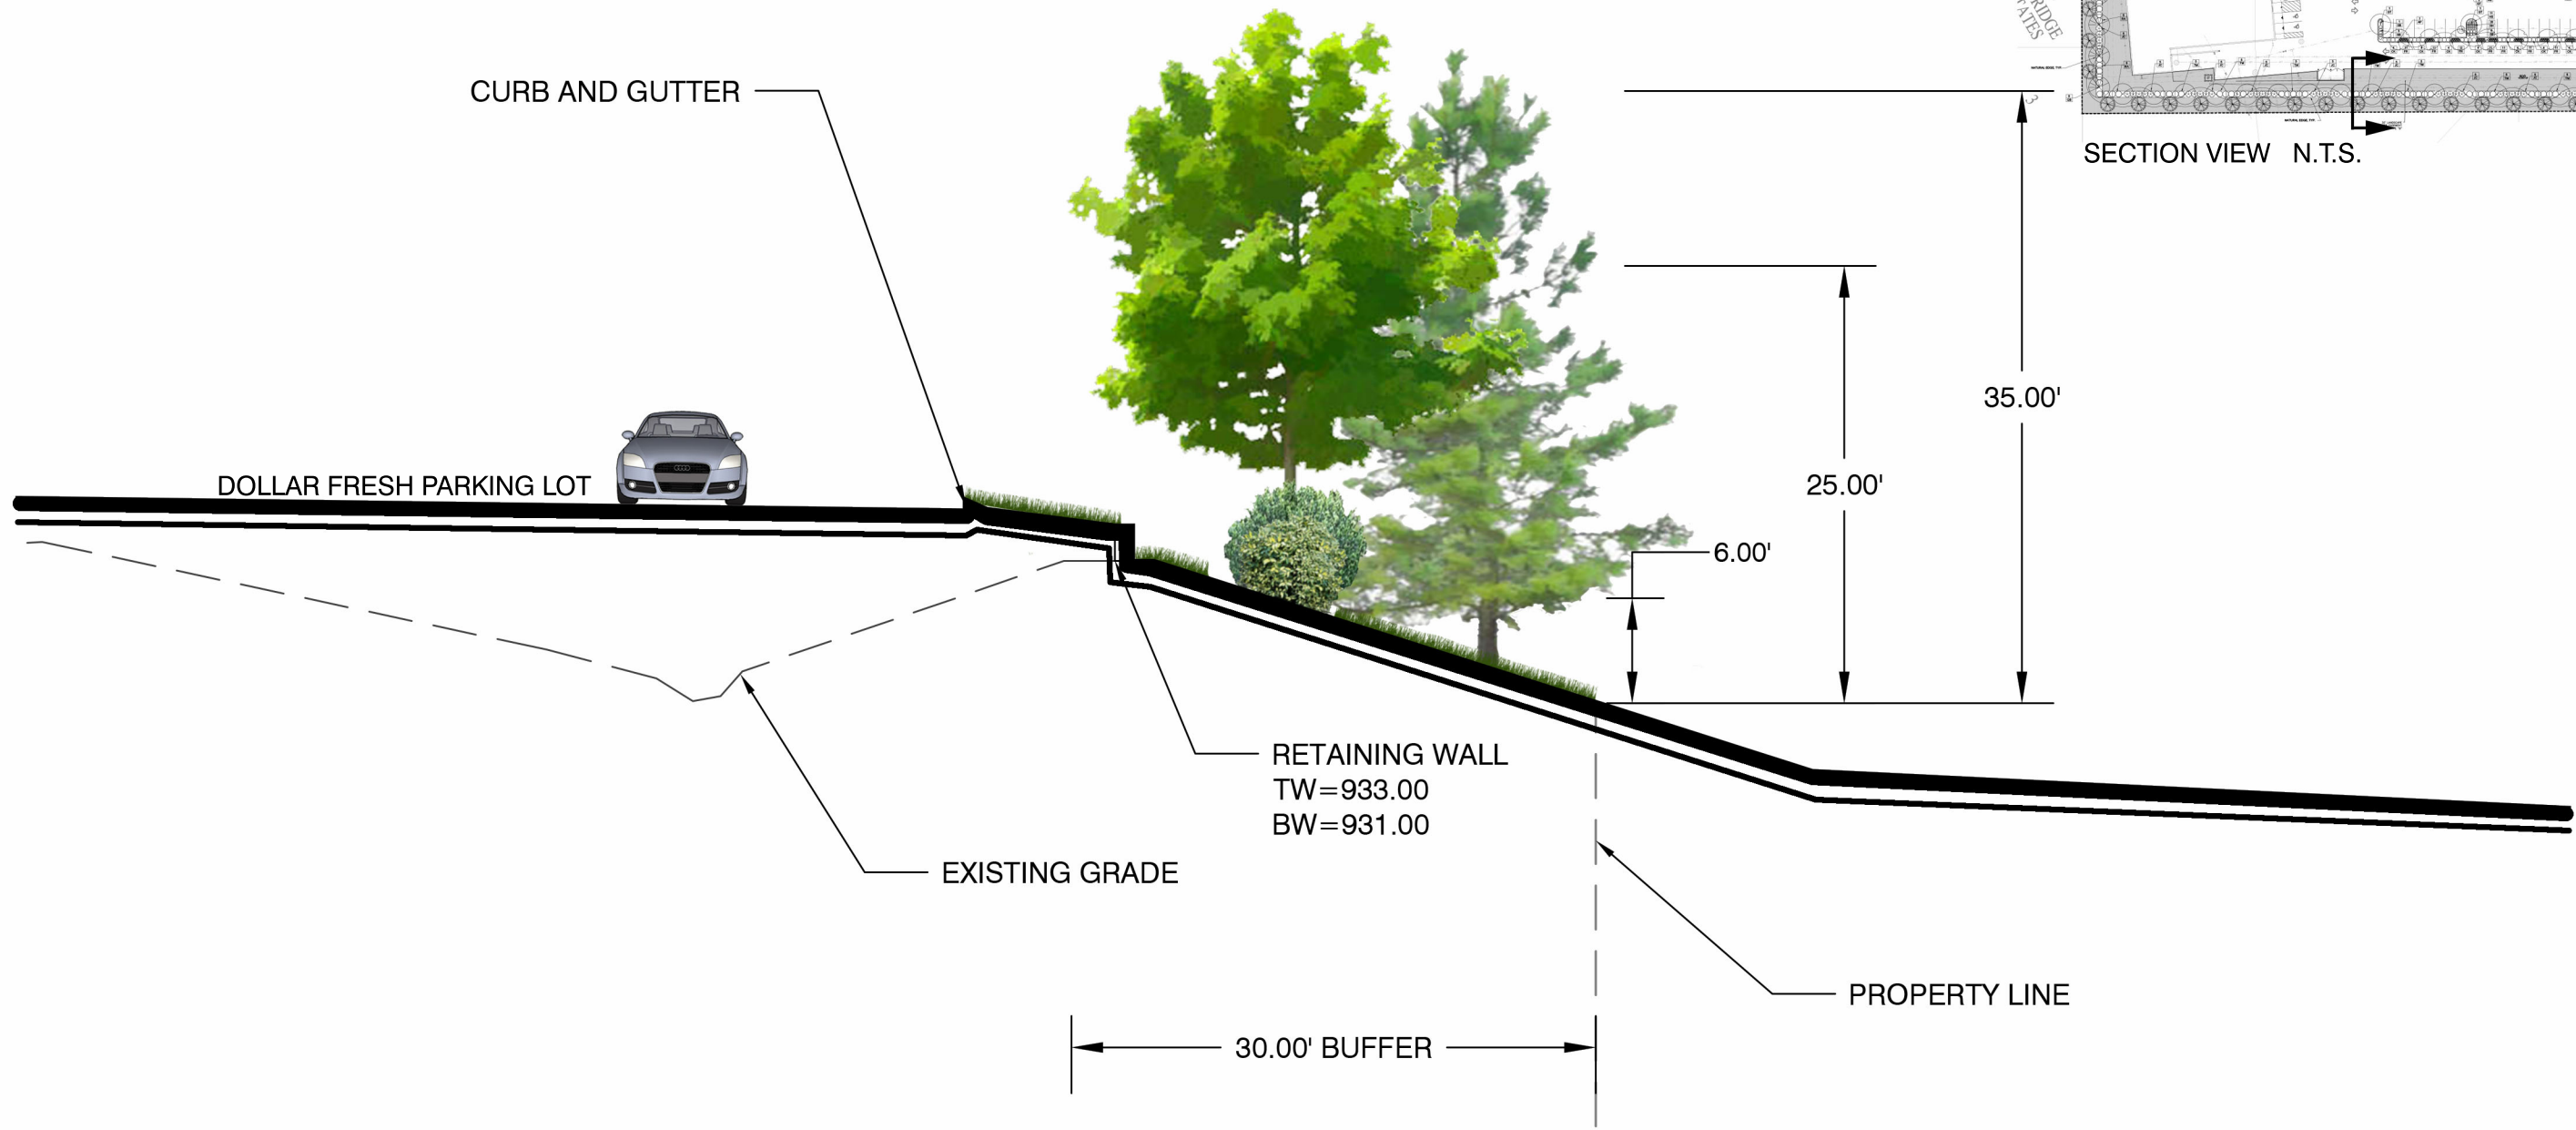 RIDGE
CURB AND GUTTER
SECTION VIEW N.T.S.
35.00'
DOLLAR FRESH PARKING LOT
25.00'
6.00'
RETAINING WALL
TW=933.00
BW=931.00
EXISTING GRADE
PROPERTY LINE
30.00' BUFFER